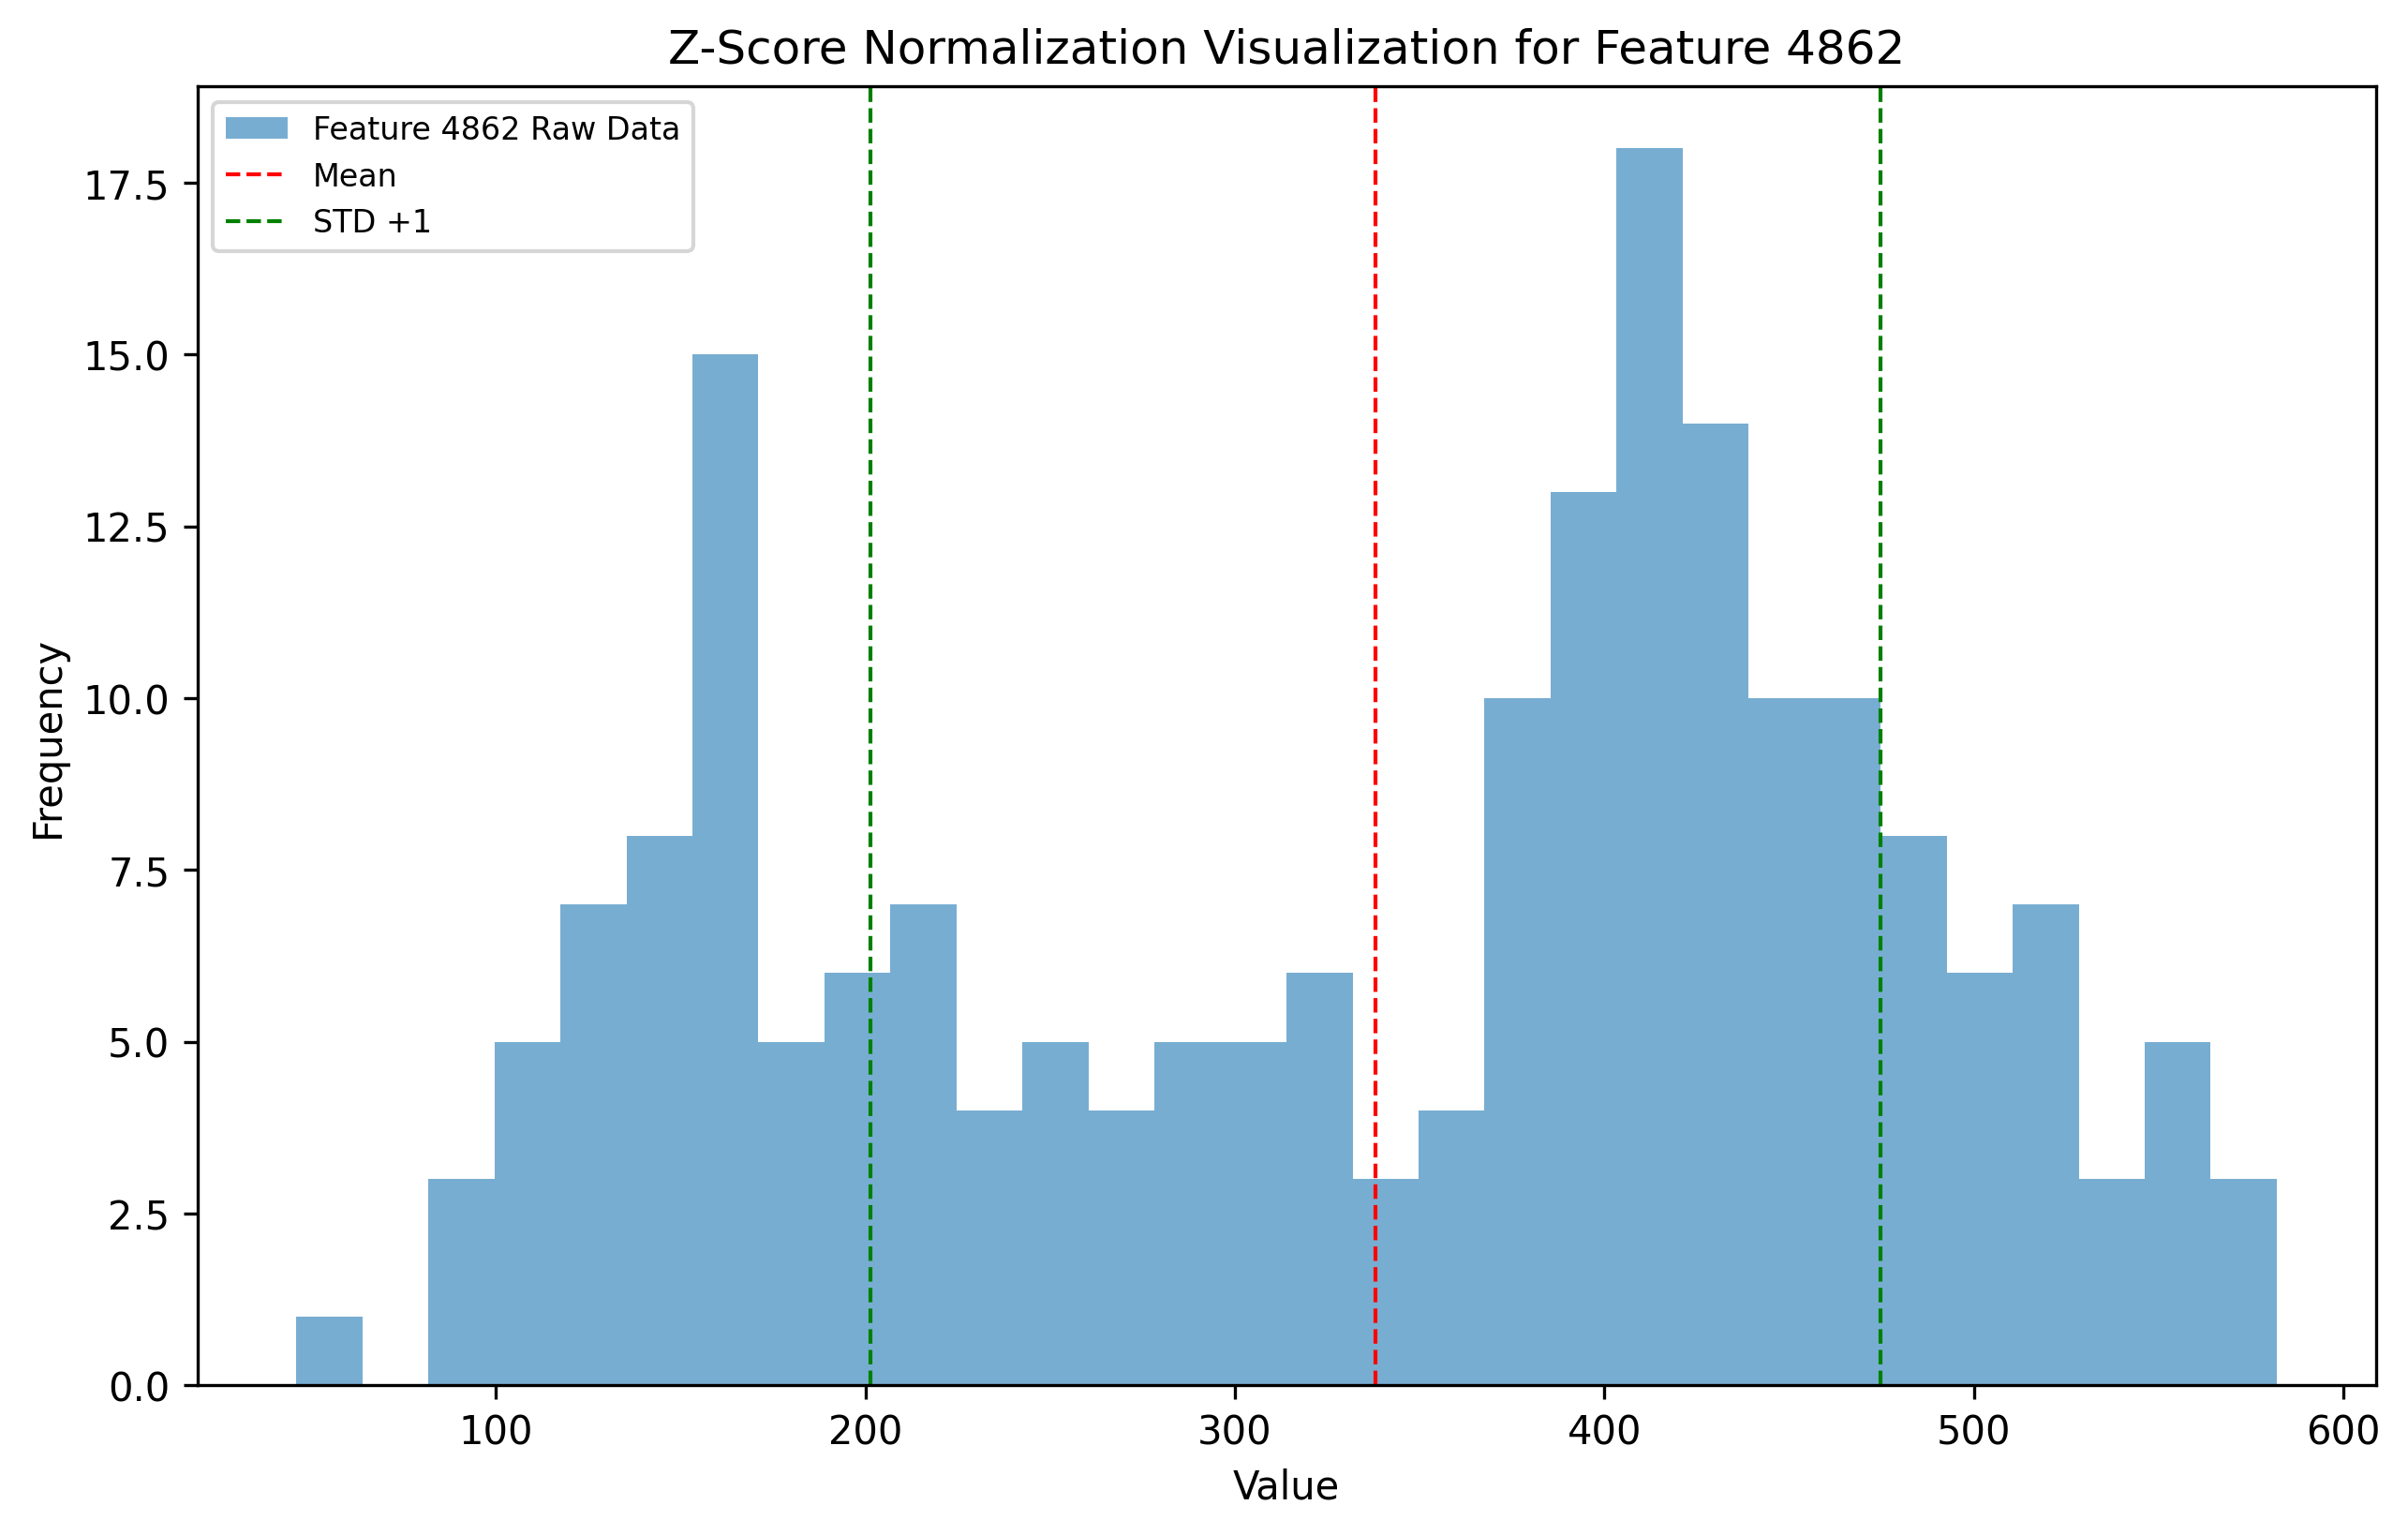 Z-Score Normalization Visualization for Feature 4862
Feature 4862 Raw Data
Mean
STD +1
17.5
15.0
12.5
10.0
7.5
5.0
2.5
0.0
Frequency
100 200 300 400 500 600
Value